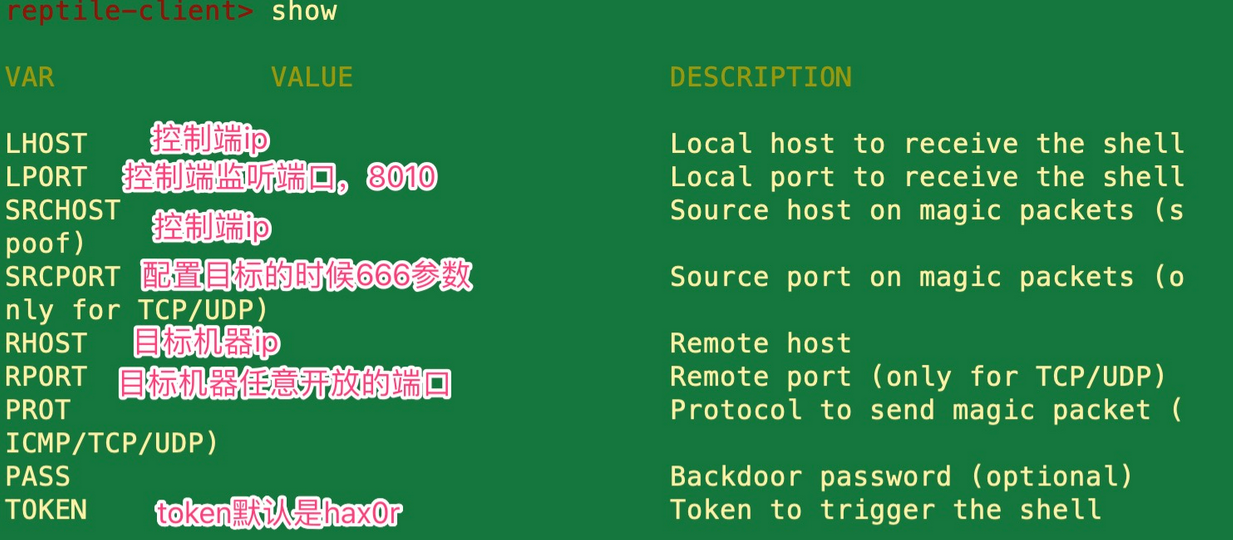 reptile-client> show
VAR VALUE DESCRIPTION
LHOST 控制端ip Local host to receive the shell
LPORT 控制端监听端口，8010 Local port to receive the shell
SRCHOST 控制端ip Source host on magic packets (s
poof)
SRCPORT 配置目标的时候666参数 Source port on magic packets (o
nly for TCP/UDP)
RHOST 目标机器ip Remote host
RPORT 目标机器任意开放的端口 Remote port (only for TCP/UDP)
PROT Protocol to send magic packet (
ICMP/TCP/UDP)
PASS Backdoor password (optional)
TOKEN token默认是hax0r Token to trigger the shell